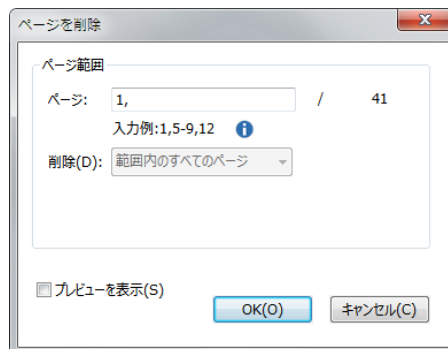 ページを削除
ページ範囲
ページ: 1, / 41
入力例:1,5-9,12
削除(D): 範囲内のすべてのページ
プレビューを表示(S)
OK(O) キャンセル(C)